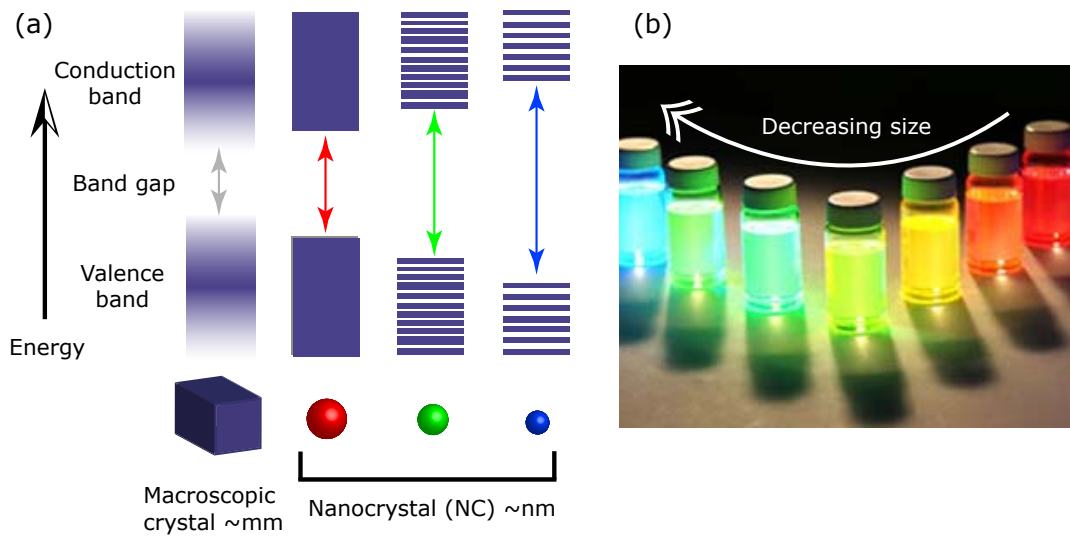 (a)
Conduction
band
Band gap
Valence
band
Energy
Macroscopic
crystal ~mm
Nanocrystal (NC) ~nm
(b)
Decreasing size